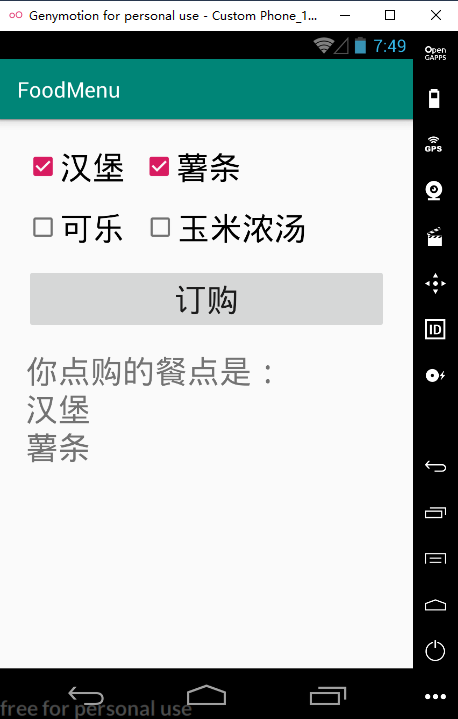 Genymotion for personal use - Custom Phone_1...
7:49
Open
GAPPS
FoodMenu
GPS
汉堡 薯条
可乐 玉米浓汤
ID
订购
你点购的餐点是：
汉堡
薯条
free for personal use